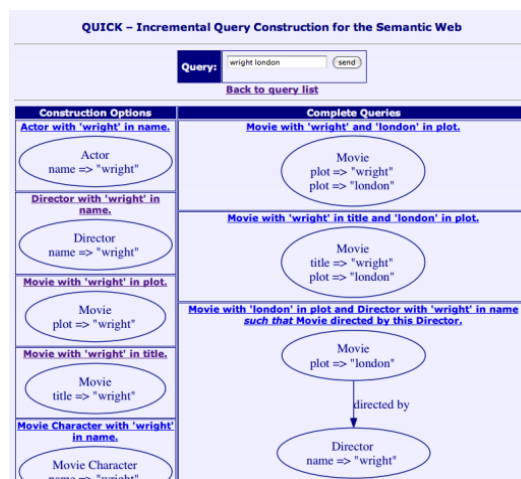 QUICK – Incremental Query Construction for the Semantic Web
Query: wright london send
Back to query list
Construction Options
Actor with 'wright' in name.
Actor
name => "wright"
Director with 'wright' in
name.
Director
name => "wright"
Movie with 'wright' in plot.
Movie
plot => "wright"
Movie with 'wright' in title.
Movie
title => "wright"
Movie Character with 'wright'
in name.
Movie Character
name => "wright"
Complete Queries
Movie with 'wright' and 'london' in plot.
Movie
plot => "wright"
plot => "london"
Movie with 'wright' in title and 'london' in plot.
Movie
title => "wright"
plot => "london"
Movie with 'london' in plot and Director with 'wright' in name
such that Movie directed by this Director.
Movie
plot => "london"
directed by
Director
name => "wright"